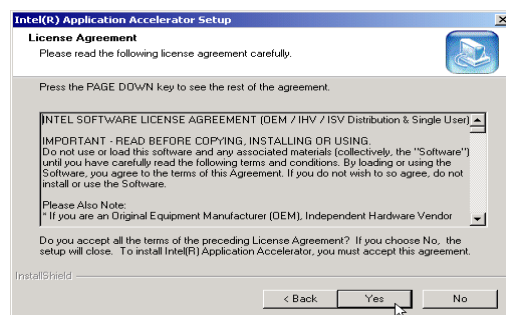 Intel(R) Application Accelerator Setup
License Agreement
Please read the following license agreement carefully.
Press the PAGE DOWN key to see the rest of the agreement.
INTEL SOFTWARE LICENSE AGREEMENT (OEM / IHV / ISV Distribution & Single User)
IMPORTANT - READ BEFORE COPYING, INSTALLING OR USING.
Do not use or load this software and any associated materials (collectively, the "Software")
until you have carefully read the following terms and conditions. By loading or using the
Software, you agree to the terms of this Agreement. If you do not wish to so agree, do not
install or use the Software.
Please Also Note:
* If you are an Original Equipment Manufacturer (OEM), Independent Hardware Vendor
Do you accept all the terms of the preceding License Agreement? If you choose No, the
setup will close. To install Intel(R) Application Accelerator, you must accept this agreement.
InstallShield
< Back Yes No